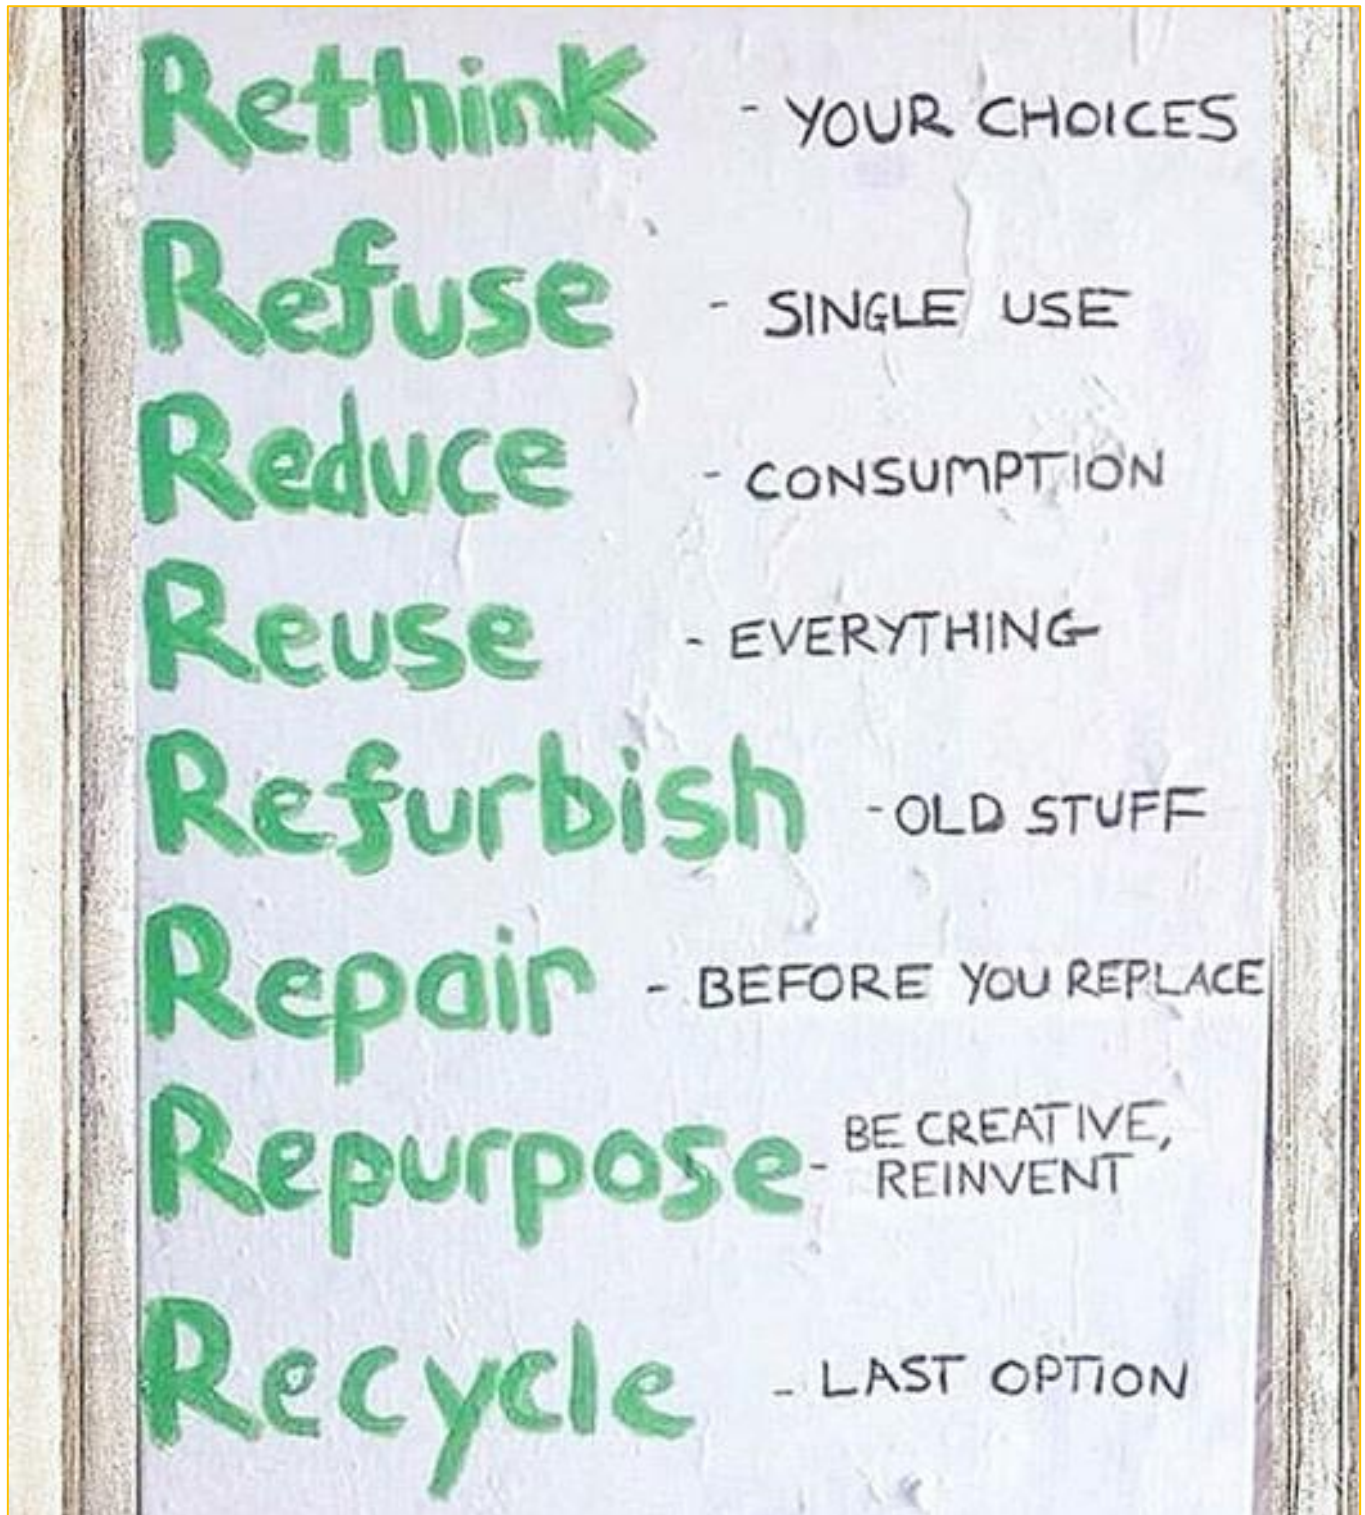 Rethink - YOUR CHOICES
Refuse - SINGLE USE
Reduce - CONSUMPTION
Reuse - EVERYTHING
Refurbish - OLD STUFF
Repair - BEFORE YOU REPLACE
Repurpose - BE CREATIVE,
REINVENT
Recycle - LAST OPTION